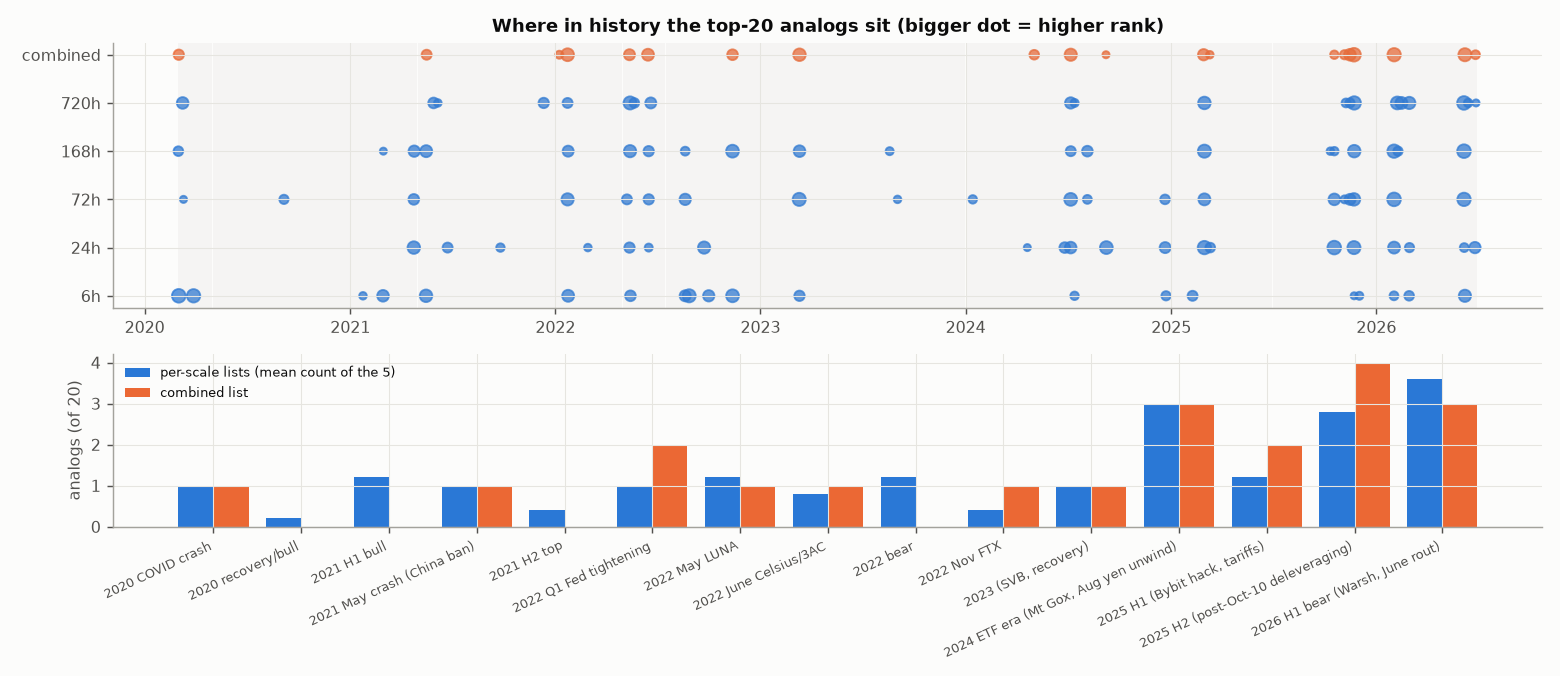 Where in history the top-20 analogs sit (bigger dot = higher rank)
combined
720h
168h
72h
24h
6h
2020
2021
2022
2023
2024
2025
2026
analogs (of 20)
4
3
2
1
0
per-scale lists (mean count of the 5)
combined list
2020 COVID crash
2020 recovery/bull
2021 H1 bull
2021 May crash (China ban)
2021 H2 top
2022 Q1 Fed tightening
2022 May LUNA
2022 June Celsius/3AC
2022 bear
2022 Nov FTX
2023 (SVB, recovery)
2024 ETF era (Mt Gox, Aug yen unwind)
2025 H1 (Bybit hack, tariffs)
2025 H2 (post-Oct-10 deleveraging)
2026 H1 bear (Warsh, June rout)